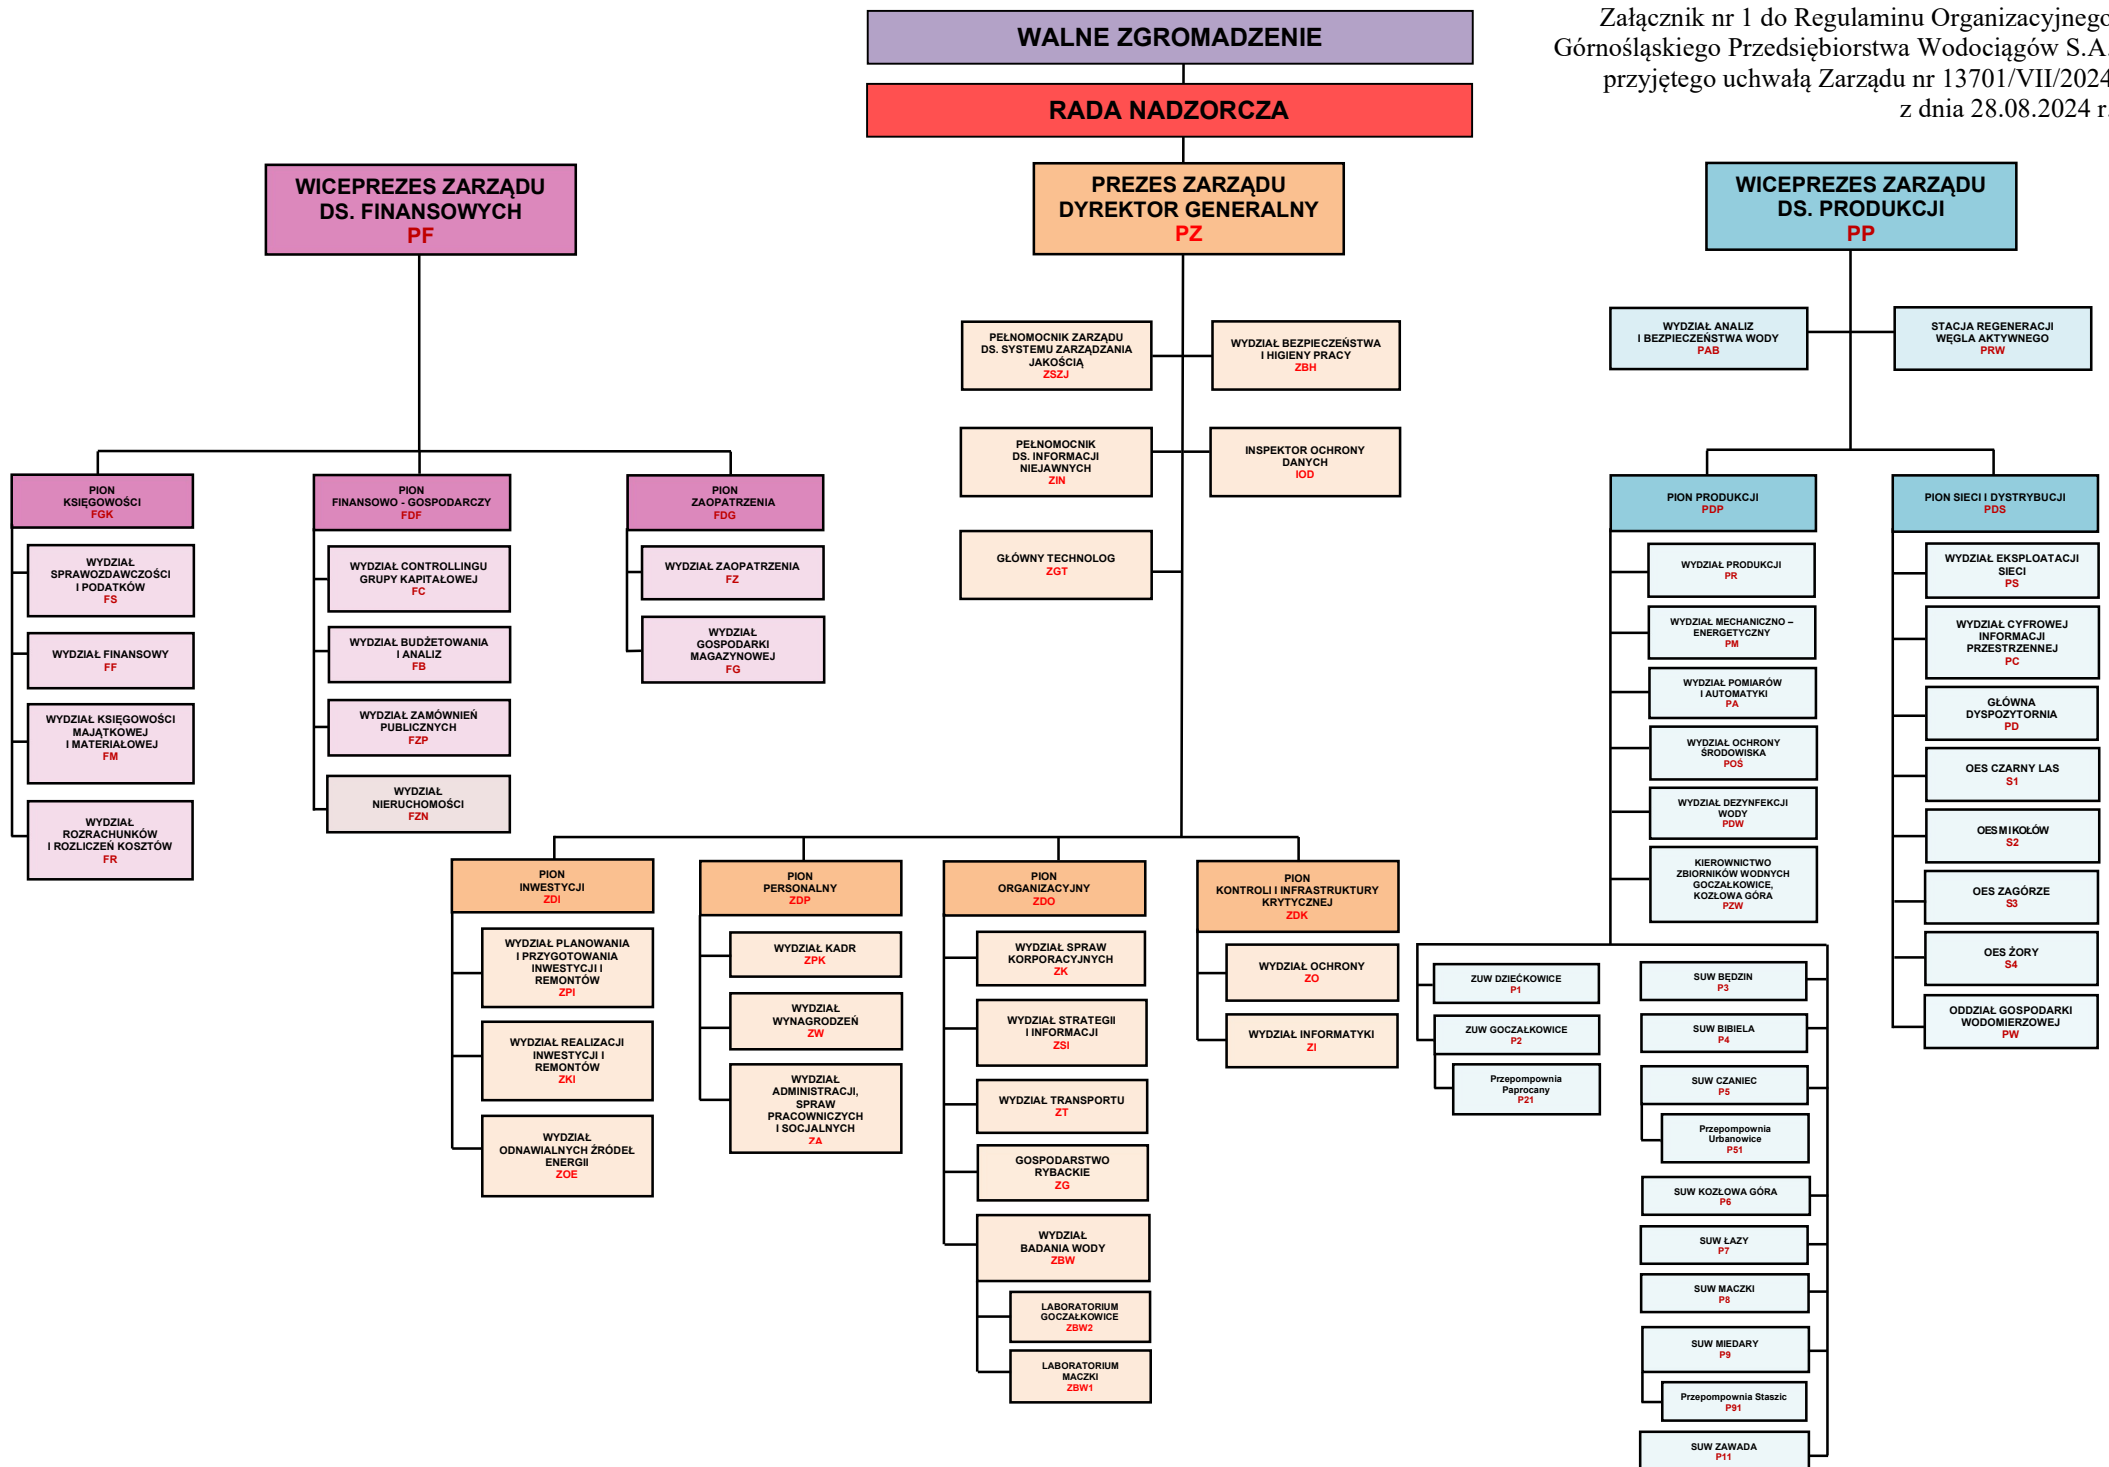 Załącznik nr 1 do Regulaminu Organizacyjnego
Górnośląskiego Przedsiębiorstwa Wodociągów S.A.
przyjętego uchwałą Zarządu nr 13701/VII/2024
z dnia 28.08.2024 r.
WALNE ZGROMADZENIE
RADA NADZORCZA
WICEPREZES ZARZĄDU
DS. FINANSOWYCH
PF
PREZES ZARZĄDU
DYREKTOR GENERALNY
PZ
WICEPREZES ZARZĄDU
DS. PRODUKCJI
PP
PION
KSIĘGOWOŚCI
FGK
WYDZIAŁ
SPRAWOZDAWCZOŚCI
I PODATKÓW
FS
WYDZIAŁ FINANSOWY
FF
WYDZIAŁ KSIĘGOWOŚCI
MAJĄTKOWEJ
I MATERIAŁOWEJ
FM
WYDZIAŁ
ROZRACHUNKÓW
I ROZLICZEŃ KOSZTÓW
FR
PION
FINANSOWO - GOSPODARCZY
FDF
WYDZIAŁ CONTROLLINGU
GRUPY KAPITAŁOWEJ
FC
WYDZIAŁ BUDŻETOWANIA
I ANALIZ
FB
WYDZIAŁ ZAMÓWNIEŃ
PUBLICZNYCH
FZP
WYDZIAŁ
NIERUCHOMOŚCI
FZN
PION
ZAOPATRZENIA
FDG
WYDZIAŁ ZAOPATRZENIA
FZ
WYDZIAŁ
GOSPODARKI
MAGAZYNOWEJ
FG
PEŁNOMOCNIK ZARZĄDU
DS. SYSTEMU ZARZĄDZANIA
JAKOŚCIĄ
ZSZJ
WYDZIAŁ BEZPIECZEŃSTWA
I HIGIENY PRACY
ZBH
PEŁNOMOCNIK
DS. INFORMACJI
NIEJAWNYCH
ZIN
INSPEKTOR OCHRONY
DANYCH
IOD
GŁÓWNY TECHNOLOG
ZGT
PION
INWESTYCJI
ZDI
WYDZIAŁ PLANOWANIA
I PRZYGOTOWANIA
INWESTYCJI I
REMONTÓW
ZPI
WYDZIAŁ REALIZACJI
INWESTYCJI I
REMONTÓW
ZKI
WYDZIAŁ
ODNAWIALNYCH ŹRÓDEŁ
ENERGII
ZOE
PION
PERSONALNY
ZDP
WYDZIAŁ KADR
ZPK
WYDZIAŁ
WYNAGRODZEŃ
ZW
WYDZIAŁ
ADMINISTRACJI,
SPRAW
PRACOWNICZYCH
I SOCJALNYCH
ZA
PION
ORGANIZACYJNY
ZDO
WYDZIAŁ SPRAW
KORPORACYJNYCH
ZK
WYDZIAŁ STRATEGII
I INFORMACJI
ZSI
WYDZIAŁ TRANSPORTU
ZT
GOSPODARSTWO
RYBACKIE
ZG
WYDZIAŁ
BADANIA WODY
ZBW
LABORATORIUM
GOCZAŁKOWICE
ZBW2
LABORATORIUM
MACZKI
ZBW1
PION
KONTROLI I INFRASTRUKTURY
KRYTYCZNEJ
ZDK
WYDZIAŁ OCHRONY
ZO
WYDZIAŁ INFORMATYKI
ZI
WYDZIAŁ ANALIZ
I BEZPIECZEŃSTWA WODY
PAB
STACJA REGENERACJI
WĘGLA AKTYWNEGO
PRW
PION PRODUKCJI
PDP
WYDZIAŁ PRODUKCJI
PR
WYDZIAŁ MECHANICZNO –
ENERGETYCZNY
PM
WYDZIAŁ POMIARÓW
I AUTOMATYKI
PA
WYDZIAŁ OCHRONY
ŚRODOWISKA
POŚ
WYDZIAŁ DEZYNFEKCJI
WODY
PDW
KIEROWNICTWO
ZBIORNIKÓW WODNYCH
GOCZAŁKOWICE,
KOZŁOWA GÓRA
PZW
ZUW DZIEĆKOWICE
P1
ZUW GOCZAŁKOWICE
P2
Przepompownia
Paprocany
P21
SUW BĘDZIN
P3
SUW BIBIELA
P4
SUW CZANIEC
P5
Przepompownia
Urbanowice
P51
SUW KOZŁOWA GÓRA
P6
SUW ŁAZY
P7
SUW MACZKI
P8
SUW MIEDARY
P9
Przepompownia Staszic
P91
SUW ZAWADA
P11
PION SIECI I DYSTRYBUCJI
PDS
WYDZIAŁ EKSPLOATACJI
SIECI
PS
WYDZIAŁ CYFROWEJ
INFORMACJI
PRZESTRZENNEJ
PC
GŁÓWNA
DYSPOZYTORNIA
PD
OES CZARNY LAS
S1
OES MIKOŁÓW
S2
OES ZAGÓRZE
S3
OES ŻORY
S4
ODDZIAŁ GOSPODARKI
WODOMIERZOWEJ
PW